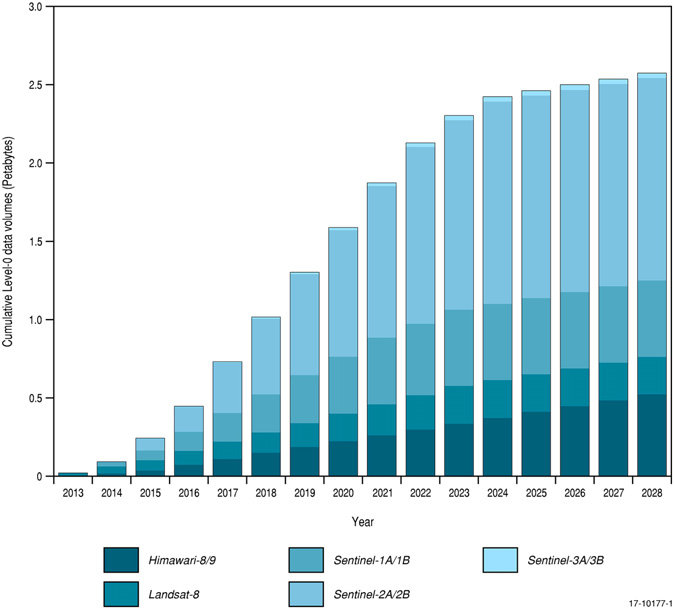 3.0
2.5
2.0
1.5
1.0
0.5
0
Cumulative Level-0 data volumes (Petabytes)
2013 2014 2015 2016 2017 2018 2019 2020 2021 2022 2023 2024 2025 2026 2027 2028
Year
Himawari-8/9 Sentinel-1A/1B Sentinel-3A/3B
Landsat-8 Sentinel-2A/2B
17-10177-1